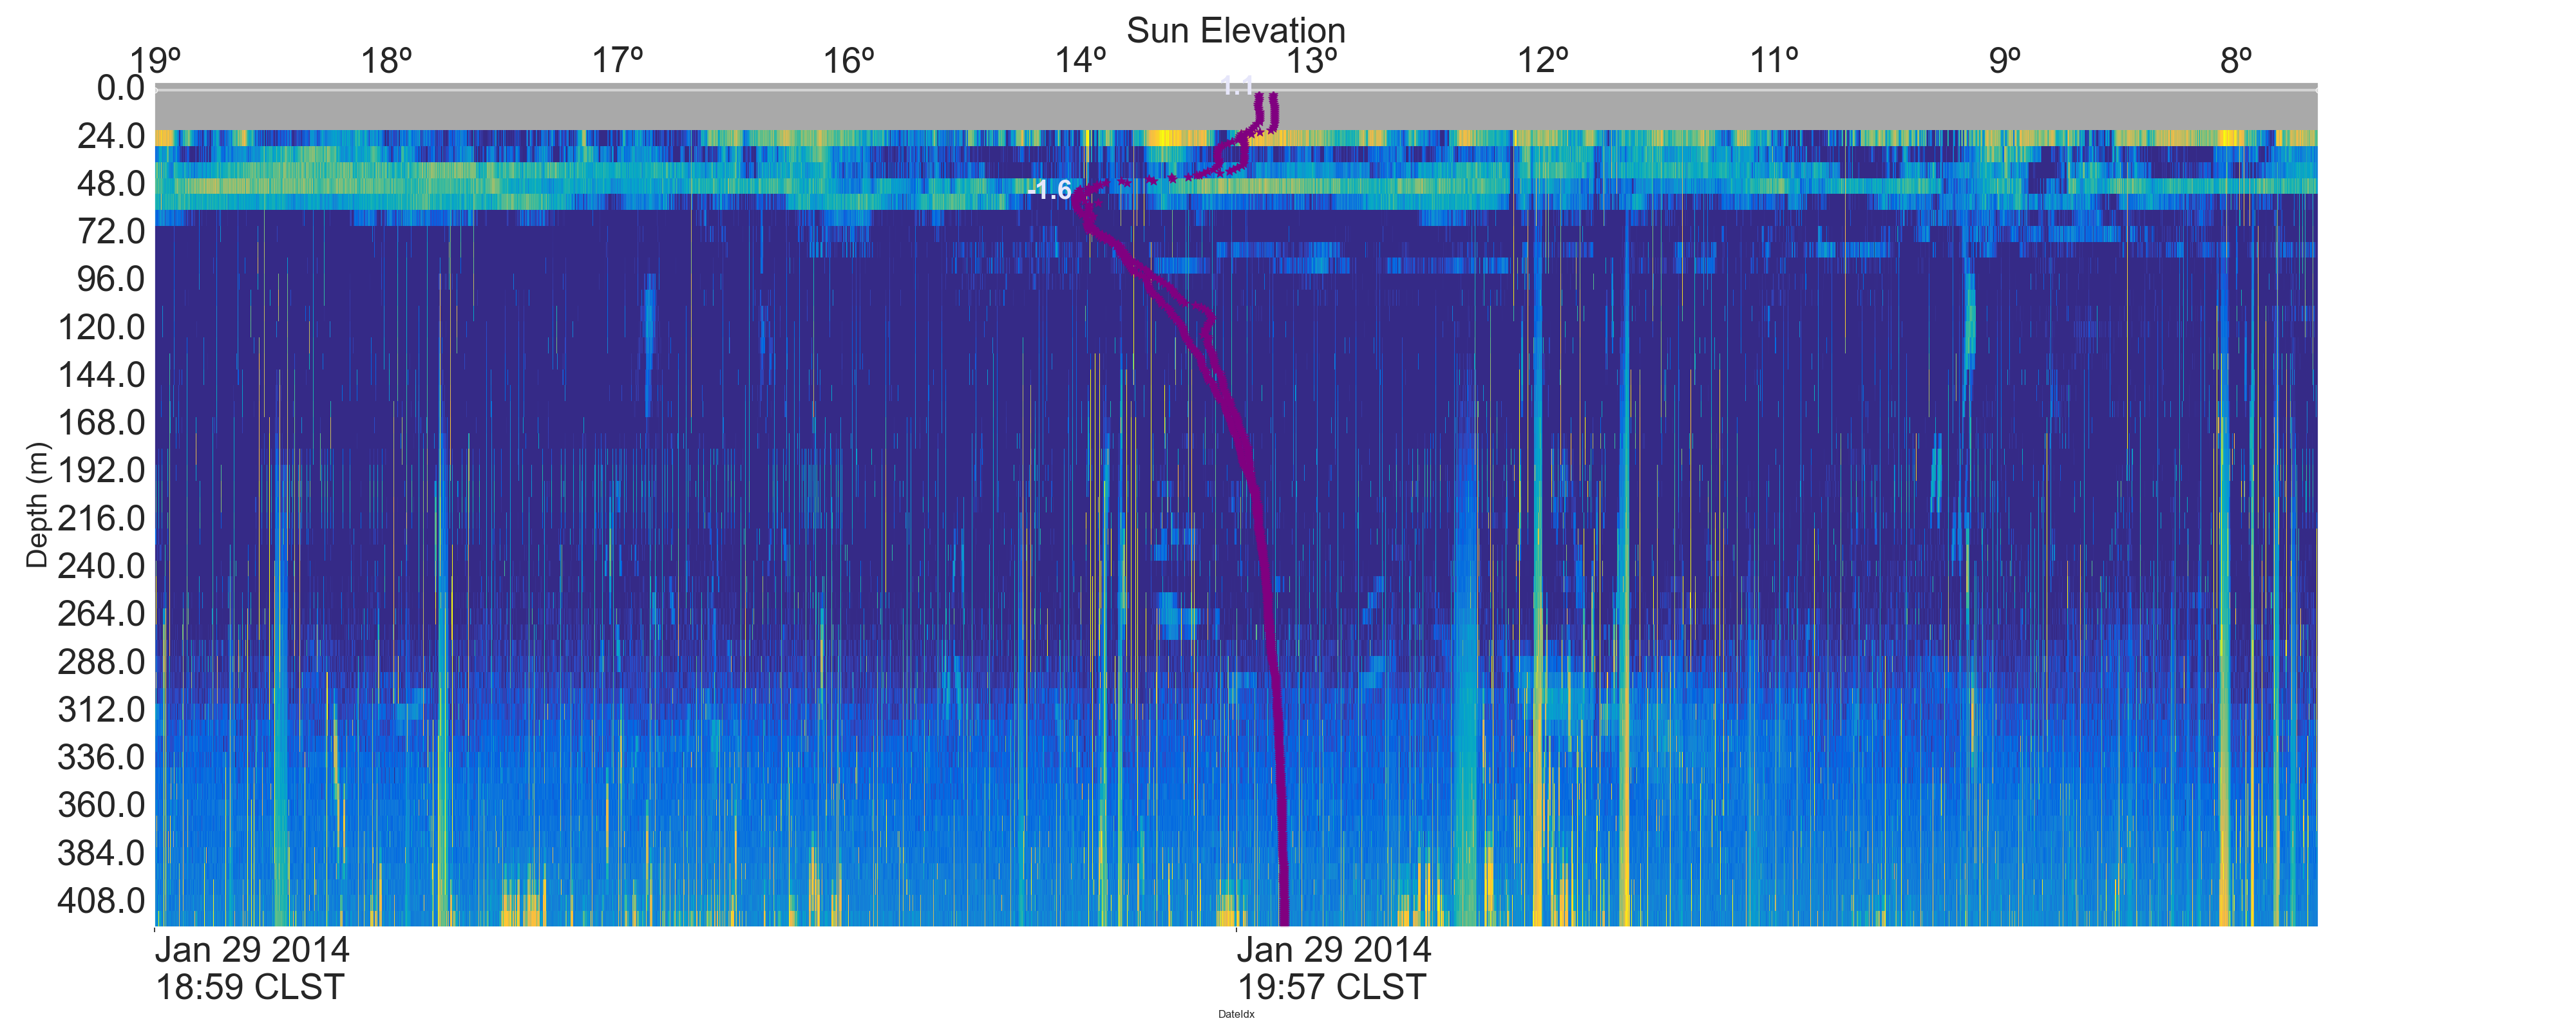 Sun Elevation
19º 18º 17º 16º 14º 13º 12º 11º 9º 8º
1.1
0.0
24.0
48.0
-1.6
72.0
96.0
120.0
144.0
168.0
192.0
216.0
240.0
264.0
288.0
312.0
336.0
360.0
384.0
408.0
Depth (m)
Jan 29 2014
18:59 CLST
Jan 29 2014
19:57 CLST
DateIdx